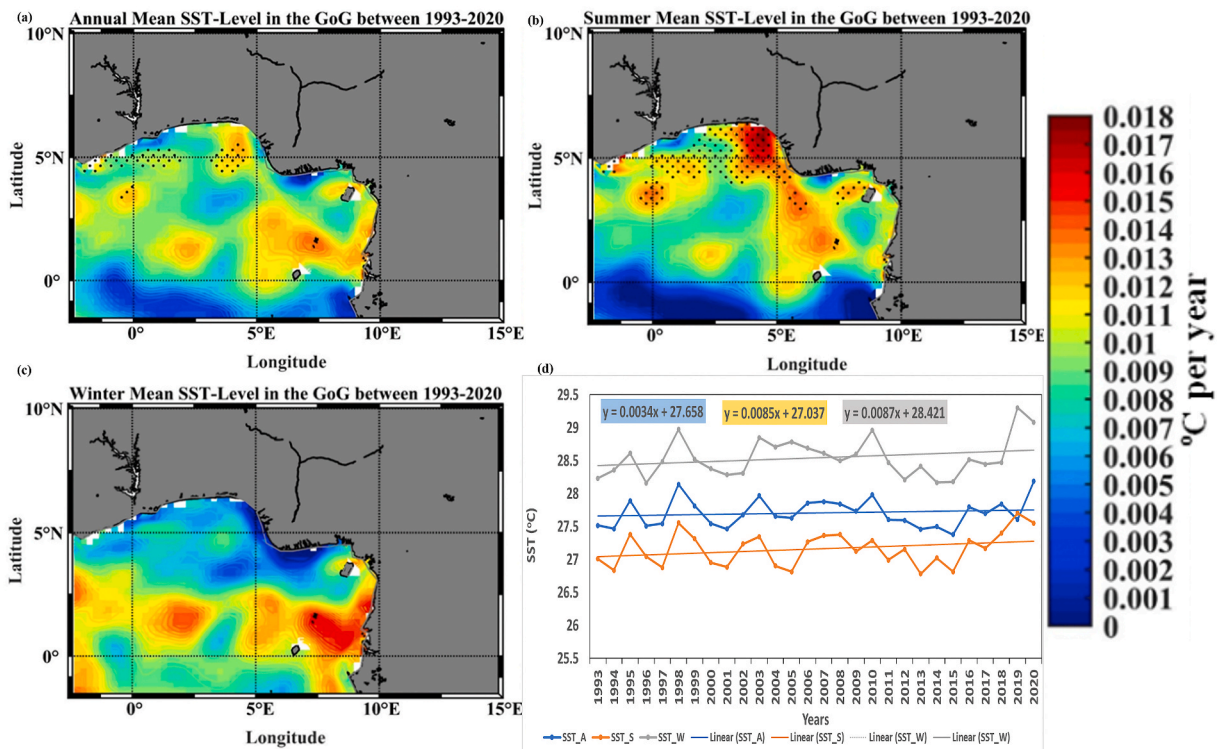 (a)
Annual Mean SST-Level in the GoG between 1993-2020
10°N
5°N
0°
Latitude
0°
5°E
10°E
15°E
Longitude
(b)
Summer Mean SST-Level in the GoG between 1993-2020
10°N
5°N
0°
Latitude
0°
5°E
10°E
15°E
Longitude
0.018
0.017
0.016
0.015
0.014
0.013
0.012
0.011
0.01
0.009
0.008
0.007
0.006
0.005
0.004
0.003
0.002
0.001
0
°C per year
(c)
Winter Mean SST-Level in the GoG between 1993-2020
10°N
5°N
0°
Latitude
0°
5°E
10°E
15°E
Longitude
(d)
y = 0.0034x + 27.658
y = 0.0085x + 27.037
y = 0.0087x + 28.421
29.5
29
28.5
28
27.5
27
26.5
26
25.5
SST (°C)
1993 1994 1995 1996 1997 1998 1999 2000 2001 2002 2003 2004 2005 2006 2007 2008 2009 2010 2011 2012 2013 2014 2015 2016 2017 2018 2019 2020
Years
SST_A SST_S SST_W Linear (SST_A) Linear (SST_S) Linear (SST_W) Linear (SST_W)